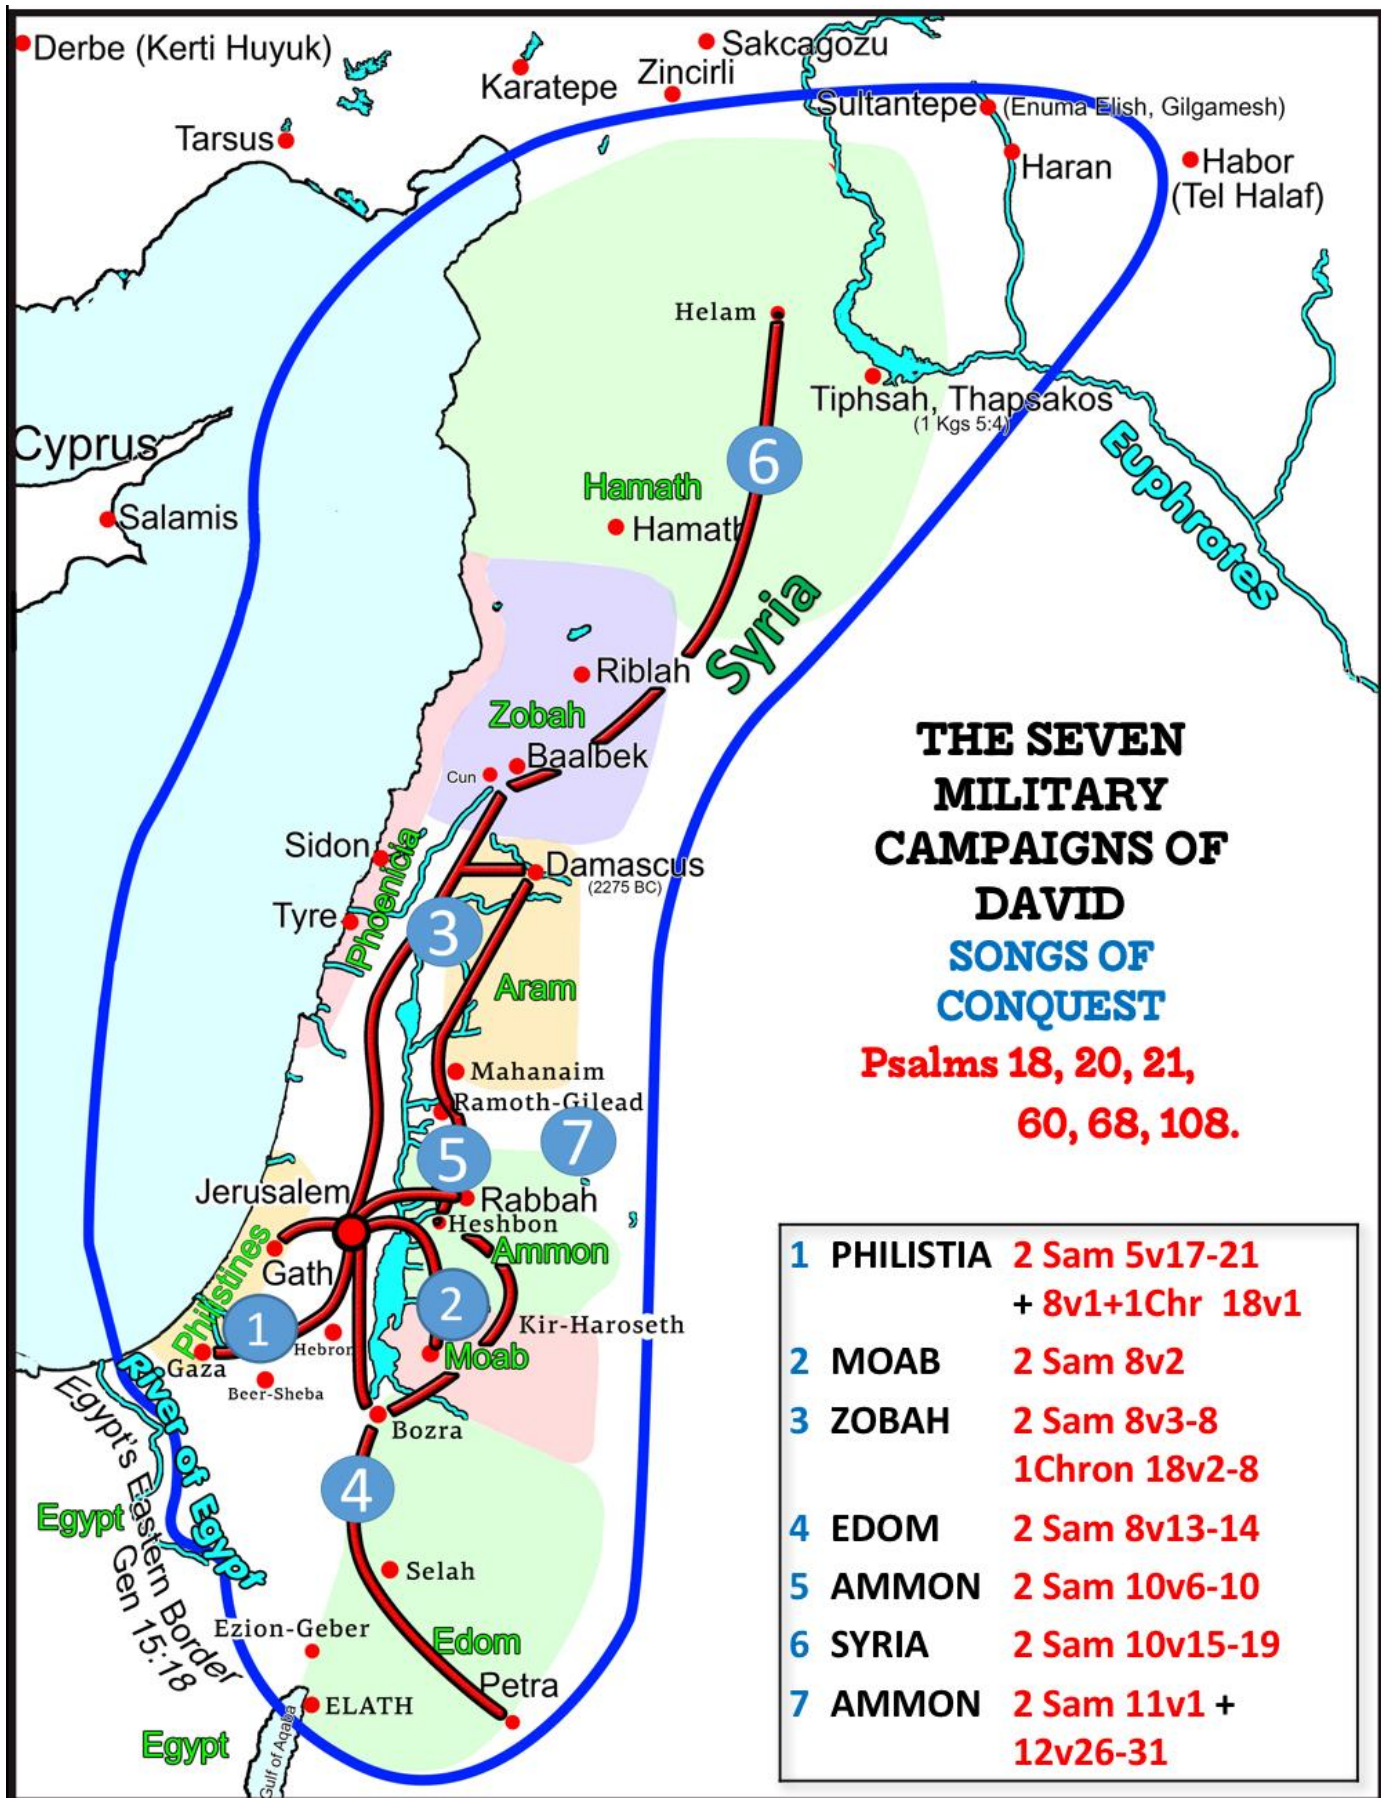 Derbe (Kerti Huyuk)
Sakcagozu
Karatepe
Zincirli
Sultantepe (Enuma Elish, Gilgamesh)
Tarsus
Haran
Habor
(Tel Halaf)
Helam
Tiphsah, Thapsakos
(1 Kgs 5:4)
Cyprus
Euphrates
6
Hamath
Salamis
Hamath
Syria
Riblah
Zobah
Baalbek
Cun
THE SEVEN
MILITARY
CAMPAIGNS OF
DAVID
SONGS OF
CONQUEST
Psalms 18, 20, 21,
60, 68, 108.
Sidon
Damascus
(2275 BC)
Phoenicia
Tyre
3
Aram
Mahanaim
Ramoth-Gilead
7
5
Jerusalem
Rabbah
Heshbon
Ammon
Philistines
Gath
2
1
Kir-Haroseth
Hebron
Moab
Gaza
Beer-Sheba
Bozra
River of Egypt
Egypt's Eastern Border
Gen 15:18
4
Egypt
Selah
Ezion-Geber
Edom
Petra
ELATH
Egypt
Gulf of Aqaba
1 PHILISTIA 2 Sam 5v17-21
+ 8v1+1Chr 18v1
2 MOAB 2 Sam 8v2
3 ZOBAH 2 Sam 8v3-8
1Chron 18v2-8
4 EDOM 2 Sam 8v13-14
5 AMMON 2 Sam 10v6-10
6 SYRIA 2 Sam 10v15-19
7 AMMON 2 Sam 11v1 +
12v26-31